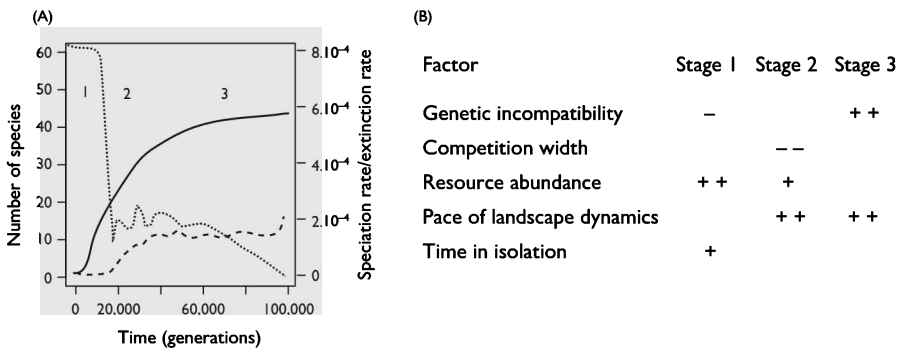 (A)
Number of species
60
50
40
30
20
10
0
1
2
3
8.10-4
6.10-4
4.10-4
2.10-4
0
Speciation rate/extinction rate
0
20,000
60,000
100,000
Time (generations)
(B)
Factor Stage 1 Stage 2 Stage 3
Genetic incompatibility – + +
Competition width – –
Resource abundance + + +
Pace of landscape dynamics + + + +
Time in isolation +